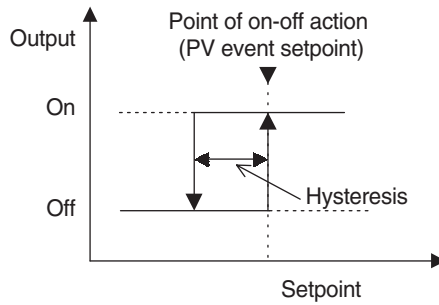 Point of on-off action
(PV event setpoint)
Output
On
Hysteresis
Off
Setpoint